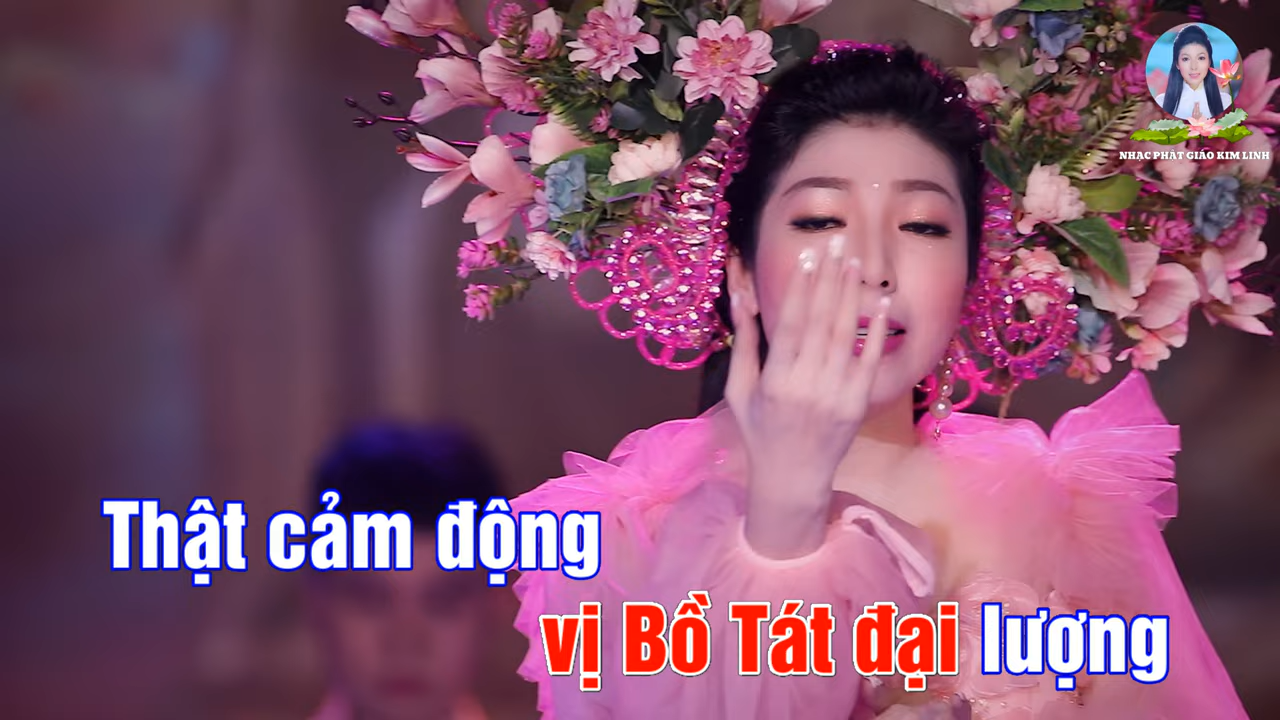 NHẠC PHẬT GIÁO KIM LINH
Thật cảm động
vị Bồ Tát đại lượng